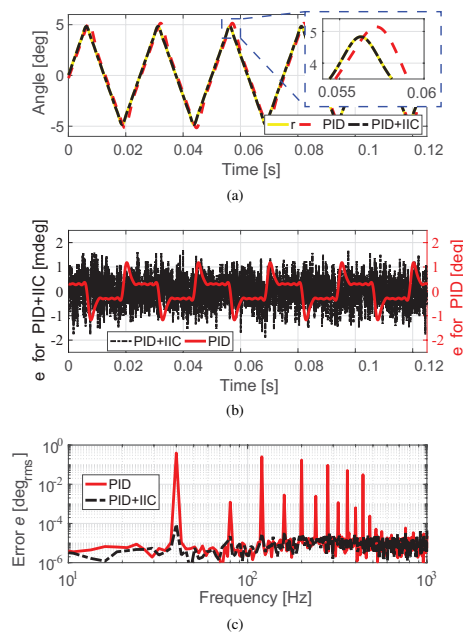 5
0
-5
Angle [deg]
5
4
0.055
0.06
r
PID
PID+IIC
0
0.02
0.04
0.06
0.08
0.1
0.12
Time [s]
(a)
e for PID+IIC [mdeg]
2
1
0
-1
-2
2
1
0
-1
-2
e for PID [deg]
PID+IIC
PID
0
0.02
0.04
0.06
0.08
0.1
0.12
Time [s]
(b)
Error e [deg_rms]
10^0
10^-2
10^-4
10^-6
PID
PID+IIC
10^1
10^2
10^3
Frequency [Hz]
(c)